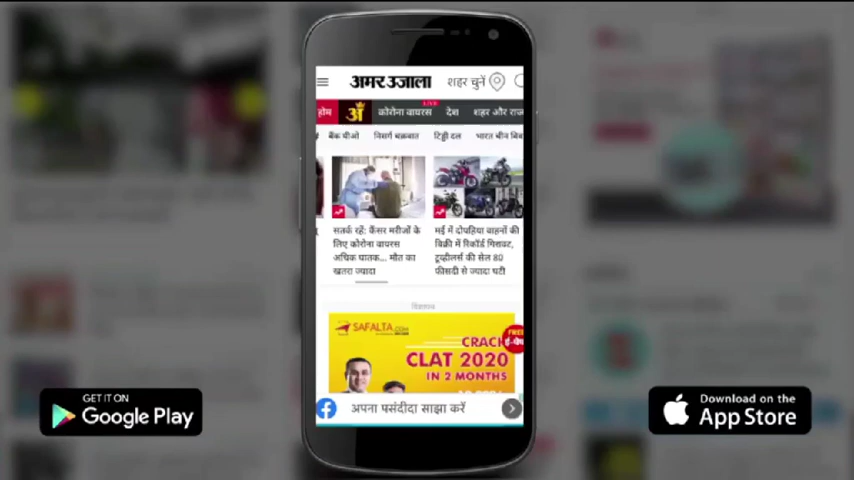 अमर उजाला
शहर चुनें
होम
अ
कोरोना वायरस
LIVE
देश
शहर और राज्
बैंक पीओ
निसर्ग चक्रवात
टिड्डी दल
भारत चीन विव
सतर्क रहें: कैंसर मरीजों के
लिए कोरोना वायरस
अधिक घातक... मौत का
खतरा ज्यादा
मई में दोपहिया वाहनों की
बिक्री में रिकॉर्ड गिरावट,
टूव्हीलर्स की सेल 80
फीसदी से ज्यादा घटी
विज्ञापन
SAFALTA.COM
CRACK
CLAT 2020
IN 2 MONTHS
FREE
ई-पेप
अपना पसंदीदा साझा करें
GET IT ON
Google Play
Download on the
App Store